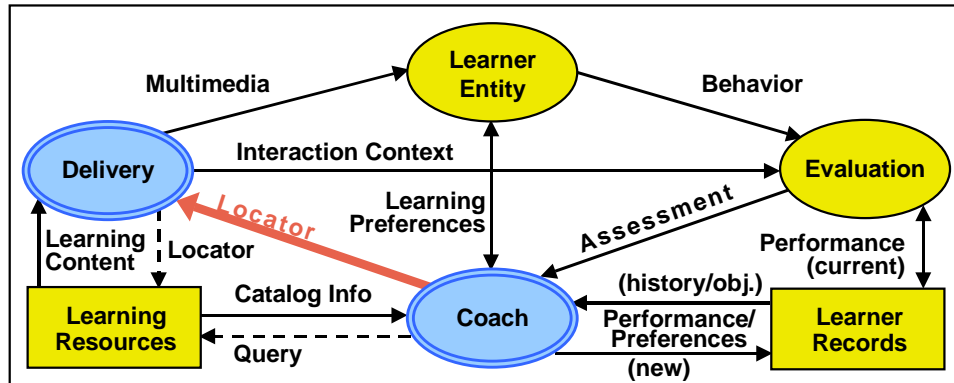 Learner
Entity
Multimedia
Behavior
Interaction Context
Delivery
Evaluation
Learning
Preferences
Locator
Assessment
Learning
Content
Locator
Performance
(current)
Catalog Info
(history/obj.)
Learning
Resources
Coach
Performance/
Preferences
Learner
Records
Query
(new)